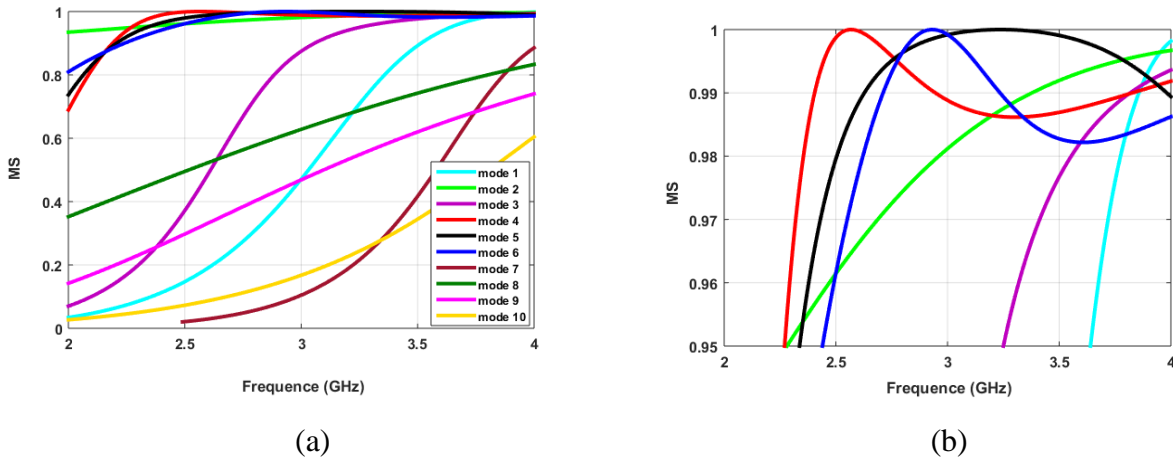 1
0.8
0.6
0.4
0.2
0
MS
2
2.5
3
3.5
4
Frequence (GHz)
mode 1
mode 2
mode 3
mode 4
mode 5
mode 6
mode 7
mode 8
mode 9
mode 10
(a)
1
0.99
0.98
0.97
0.96
0.95
MS
2
2.5
3
3.5
4
Frequence (GHz)
(b)